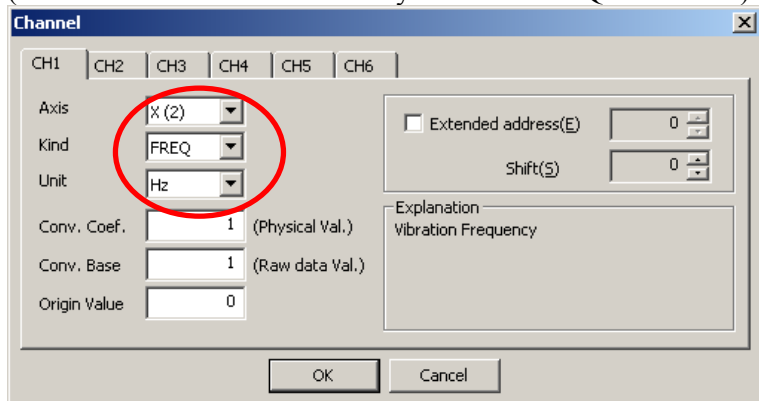 Channel
CH1 CH2 CH3 CH4 CH5 CH6
Axis X (2)
Kind FREQ
Unit Hz
Conv. Coef. 1 (Physical Val.)
Conv. Base 1 (Raw data Val.)
Origin Value 0
Extended address(E) 0
Shift(S) 0
Explanation
Vibration Frequency
OK Cancel